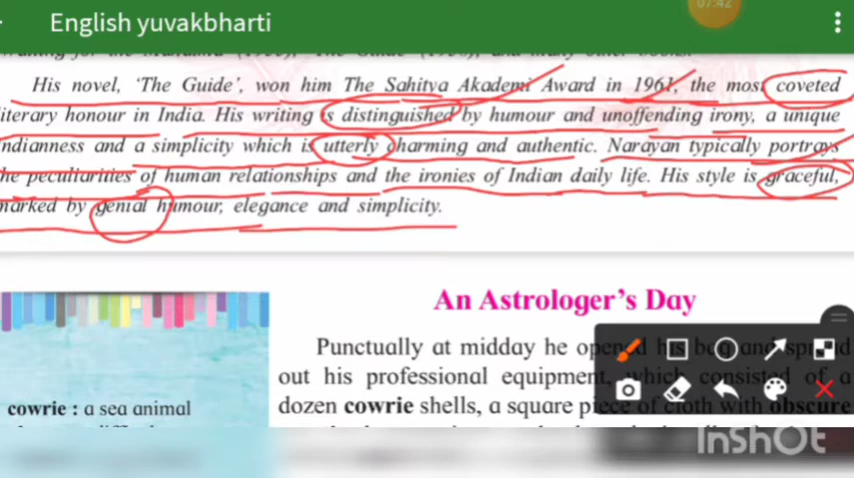 07:42
English yuvakbharti
His novel, 'The Guide', won him The Sahitya Akademi Award in 1961, the most coveted
literary honour in India. His writing is distinguished by humour and unoffending irony, a unique
Indianness and a simplicity which is utterly charming and authentic. Narayan typically portrays
the peculiarities of human relationships and the ironies of Indian daily life. His style is graceful,
marked by genial humour, elegance and simplicity.
An Astrologer's Day
Punctually at midday he opened his bag and spread
out his professional equipment, which consisted of a
cowrie : a sea animal
dozen cowrie shells, a square piece of cloth with obscure
InShOt